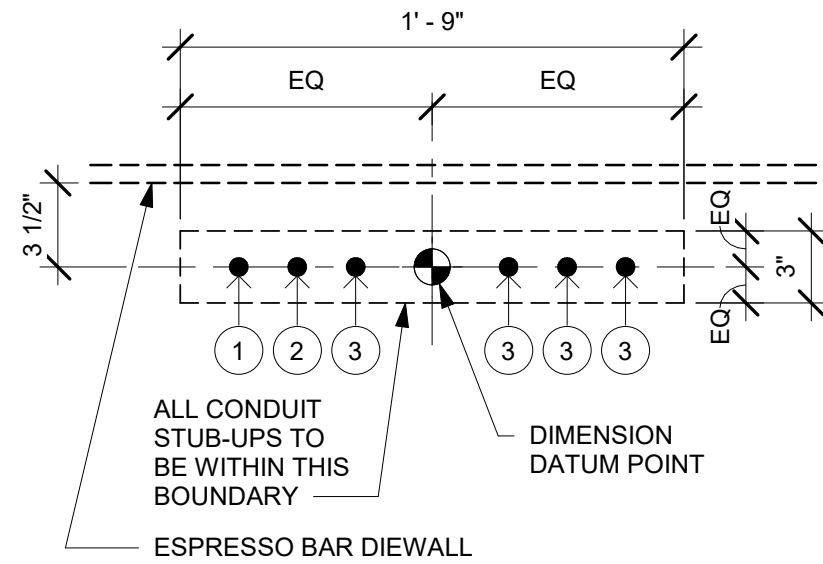 1' - 9"
EQ EQ
3 1/2"
EQ
3"
EQ
1 2 3 3 3 3
ALL CONDUIT
STUB-UPS TO
BE WITHIN THIS
BOUNDARY
DIMENSION
DATUM POINT
ESPRESSO BAR DIEWALL